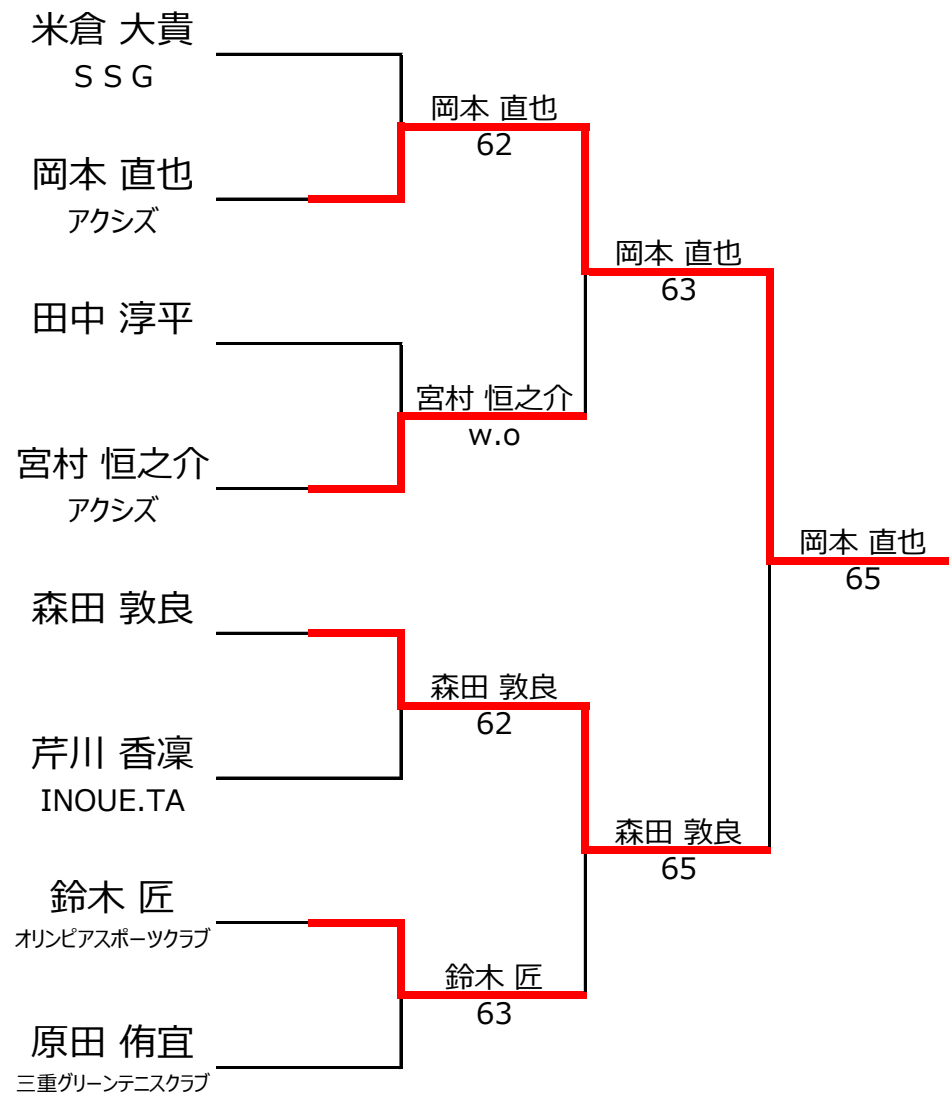 米倉 大貴
ＳＳＧ
岡本 直也
アクシズ
田中 淳平
宮村 恒之介
アクシズ
森田 敦良
芹川 香凜
INOUE.TA
鈴木 匠
オリンピアスポーツクラブ
原田 侑宜
三重グリーンテニスクラブ
岡本 直也
62
宮村 恒之介
w.o
森田 敦良
62
鈴木 匠
63
岡本 直也
63
森田 敦良
65
岡本 直也
65